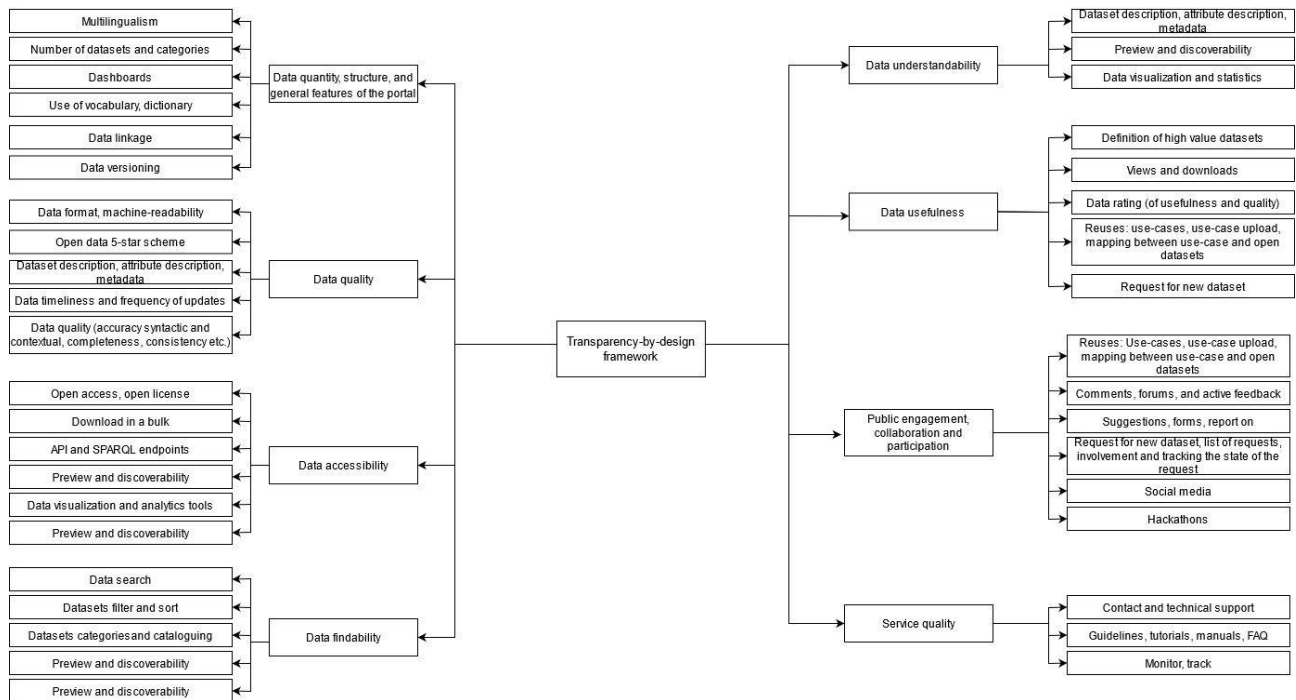 Multilingualism
Number of datasets and categories
Dashboards
Use of vocabulary, dictionary
Data linkage
Data versioning
Data quantity, structure, and
general features of the portal
Data format, machine-readability
Open data 5-star scheme
Dataset description, attribute description,
metadata
Data timeliness and frequency of updates
Data quality (accuracy syntactic and
contextual, completeness, consistency etc.)
Data quality
Open access, open license
Download in a bulk
API and SPARQL endpoints
Preview and discoverability
Data visualization and analytics tools
Preview and discoverability
Data accessibility
Data search
Datasets filter and sort
Datasets categories and cataloguing
Preview and discoverability
Preview and discoverability
Data findability
Transparency-by-design
framework
Data understandability
Dataset description, attribute description,
metadata
Preview and discoverability
Data visualization and statistics
Data usefulness
Definition of high value datasets
Views and downloads
Data rating (of usefulness and quality)
Reuses: use-cases, use-case upload,
mapping between use-case and open
datasets
Request for new dataset
Public engagement,
collaboration and
participation
Reuses: Use-cases, use-case upload,
mapping between use-case and open
datasets
Comments, forums, and active feedback
Suggestions, forms, report on
Request for new dataset, list of requests,
involvement and tracking the state of the
request
Social media
Hackathons
Service quality
Contact and technical support
Guidelines, tutorials, manuals, FAQ
Monitor, track